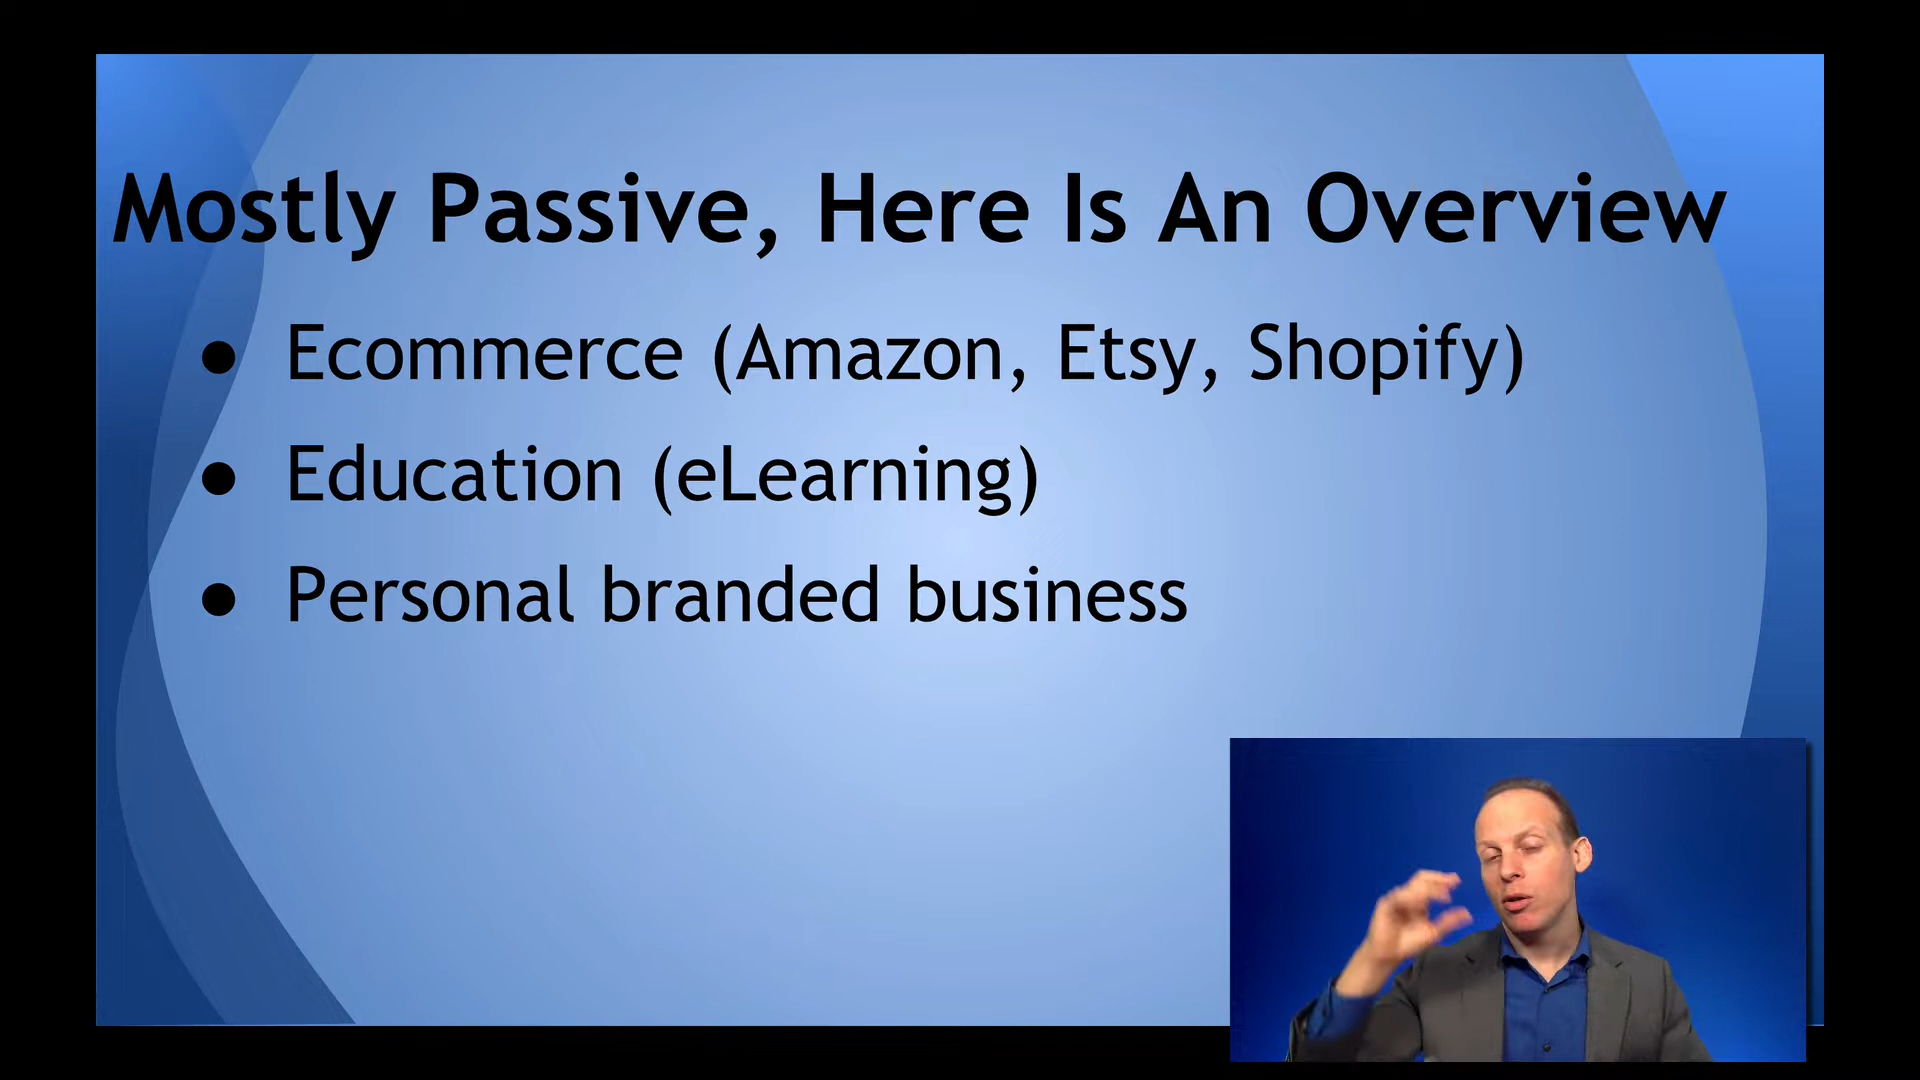 Mostly Passive, Here Is An Overview
● Ecommerce (Amazon, Etsy, Shopify)
● Education (eLearning)
● Personal branded business